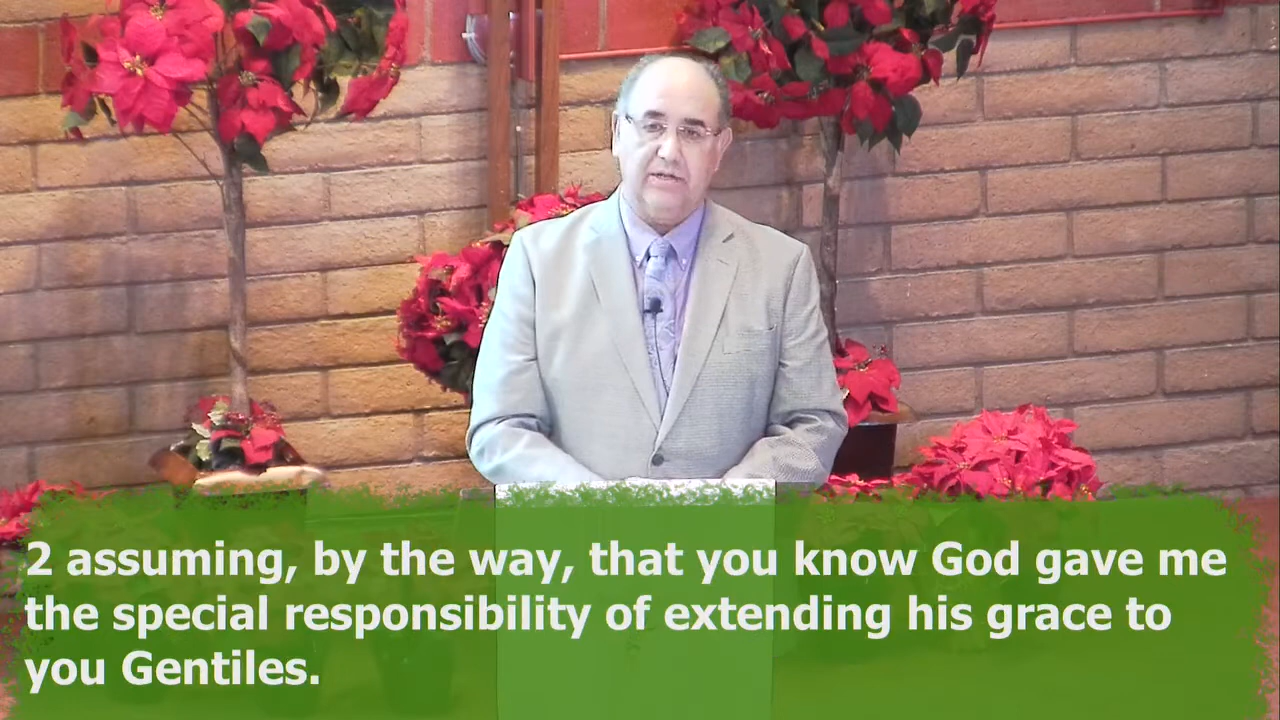 2 assuming, by the way, that you know God gave me
the special responsibility of extending his grace to
you Gentiles.